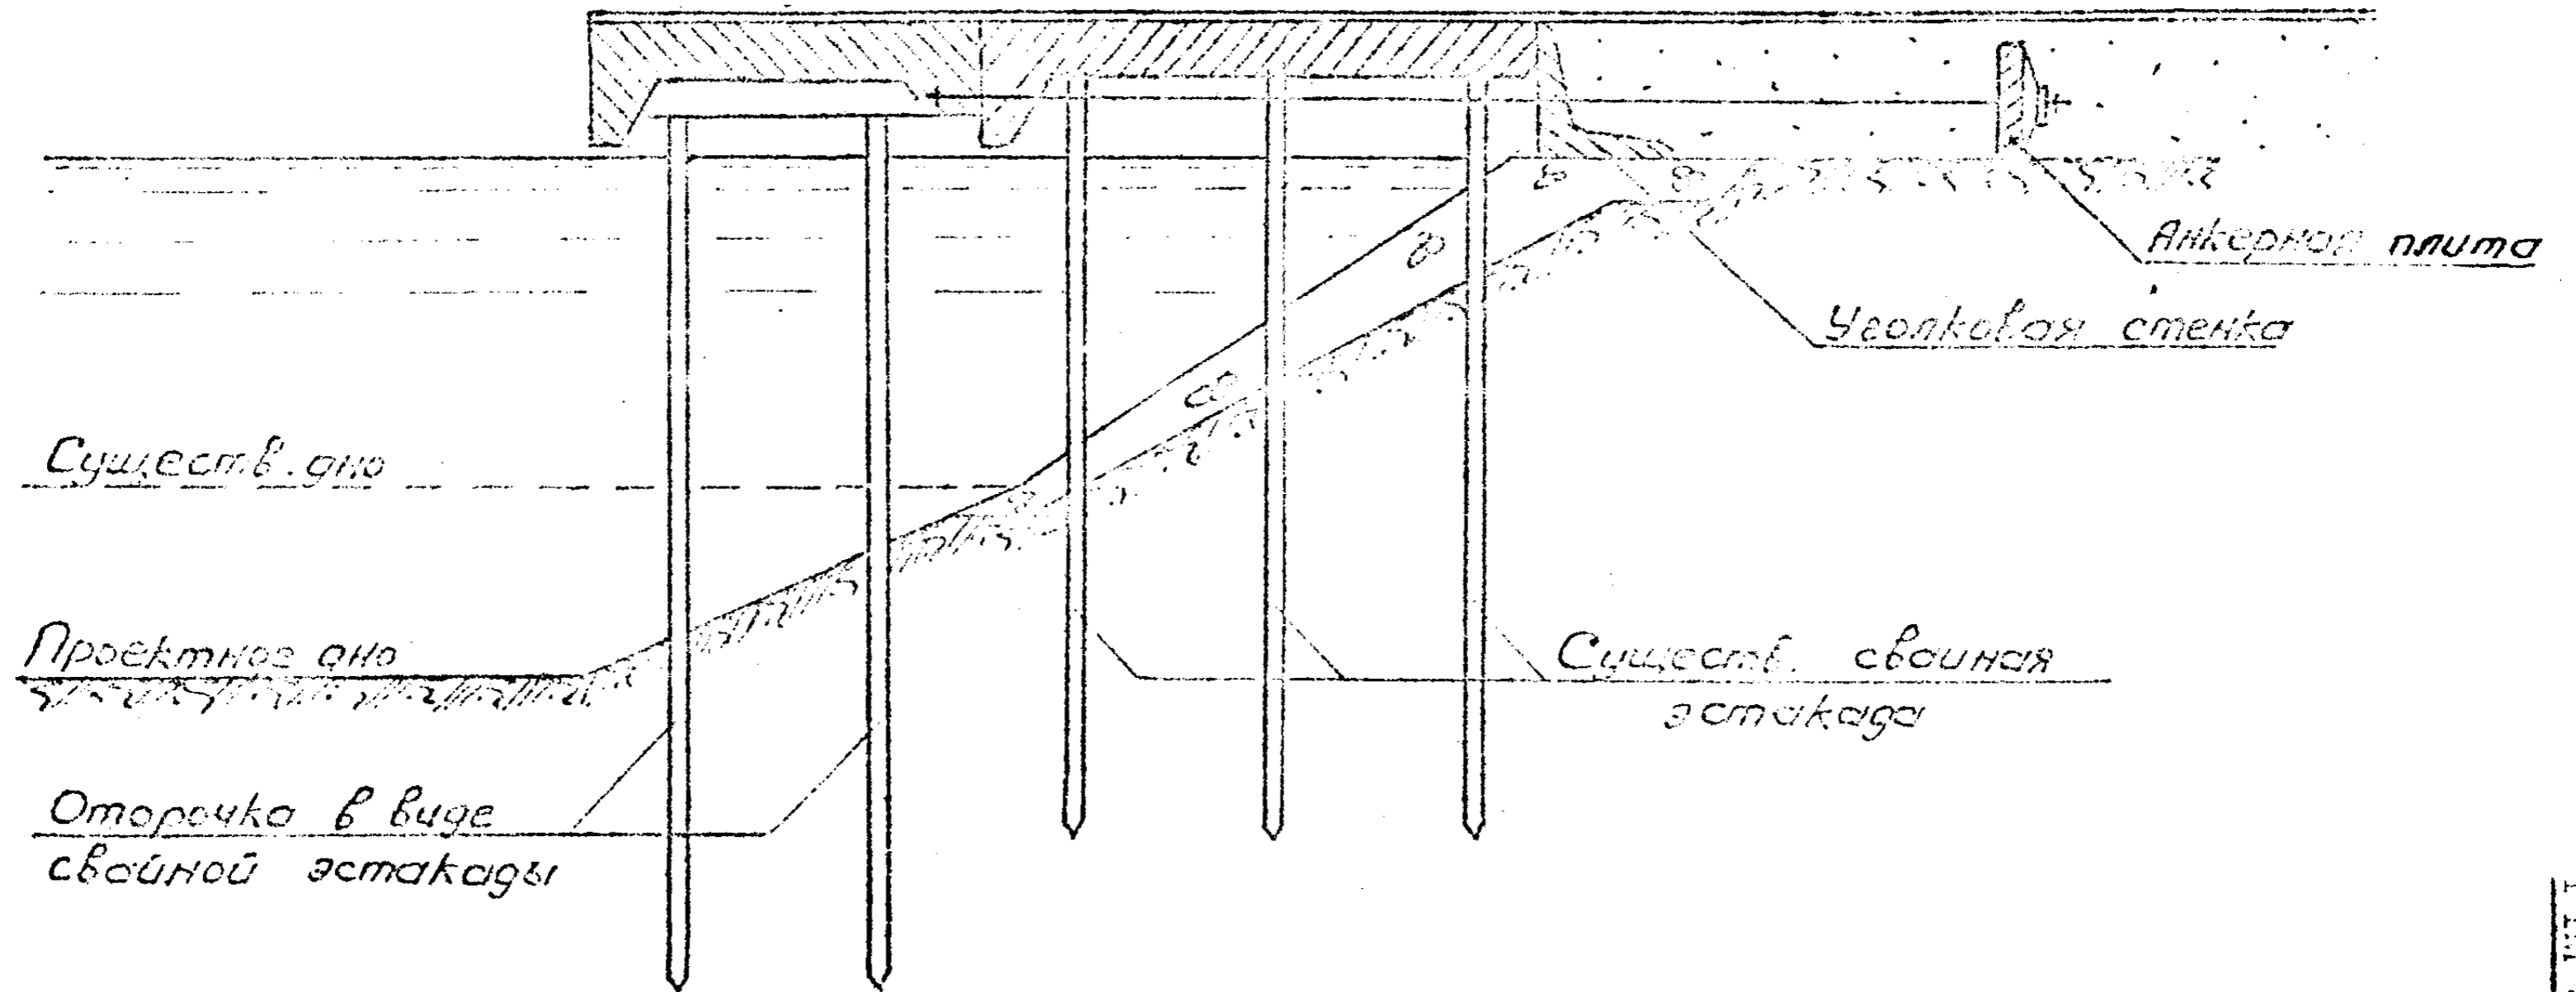 Анкерная плита
Уголковая стенка
Существ. дно
Проектное дно
Существ. свайная
эстакада
Оторочка в виде
свайной эстакады